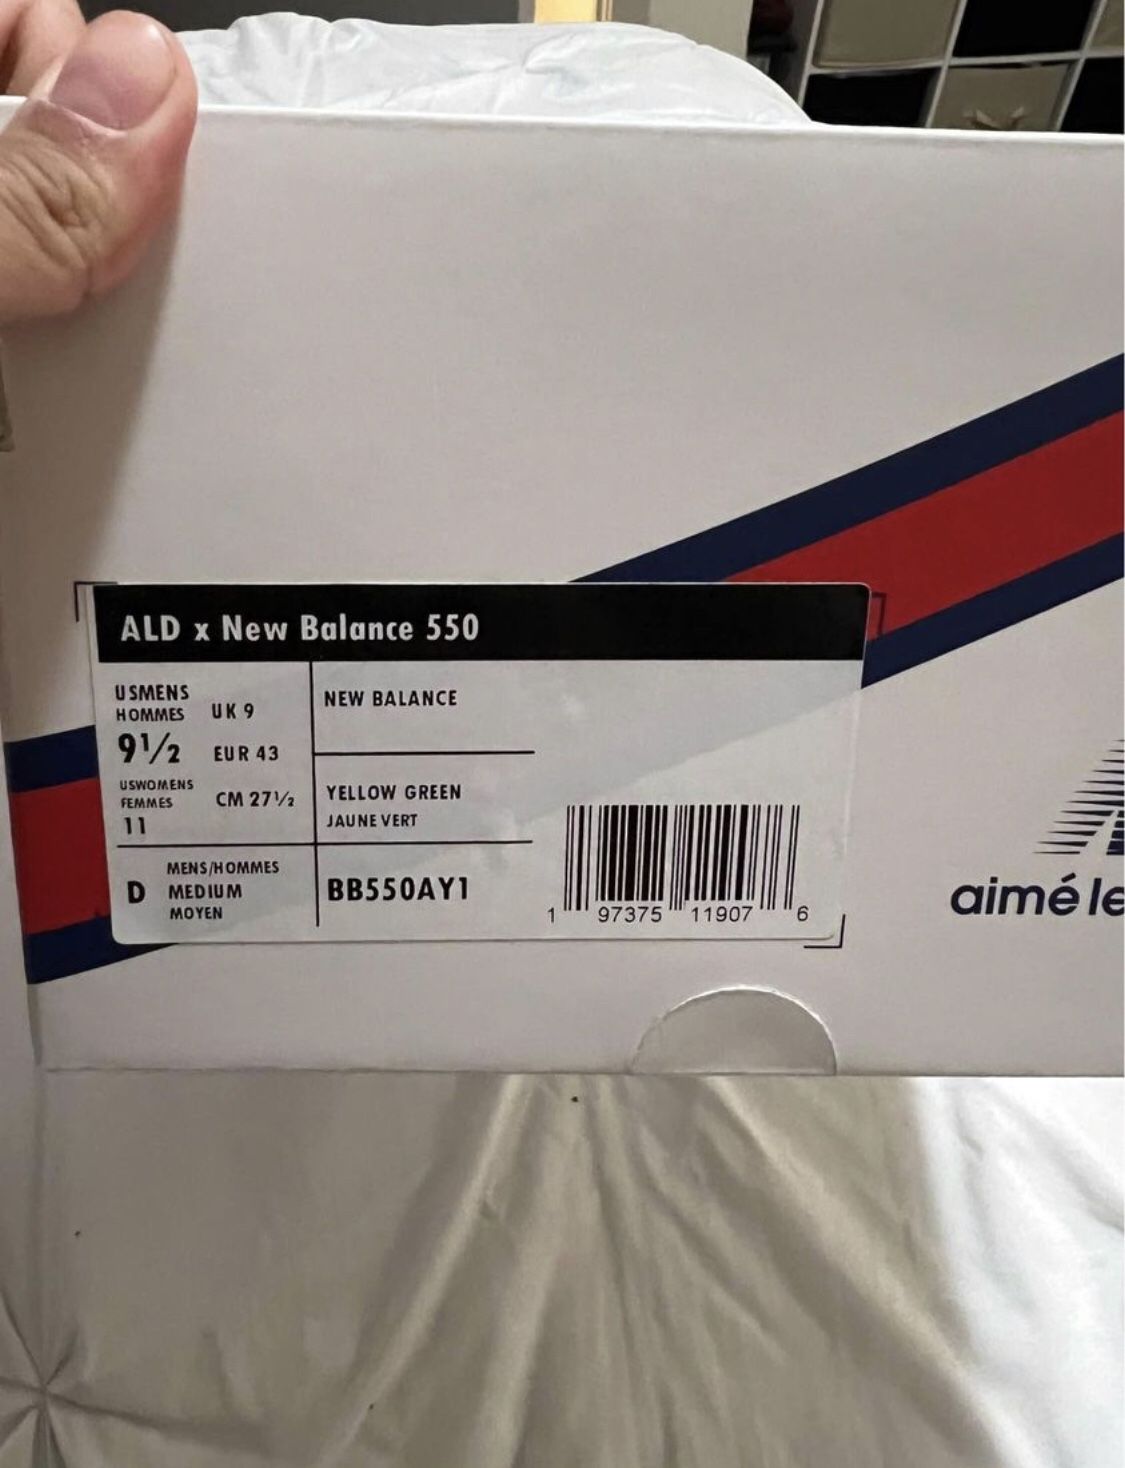 ALD x New Balance 550
USMENS
HOMMES
9½
UK 9
EUR 43
USWOMENS
FEMMES
11
CM 27½
NEW BALANCE
YELLOW GREEN
JAUNE VERT
D
MENS/HOMMES
MEDIUM
MOYEN
BB550AY1
1 97375 11907 6
aimé le